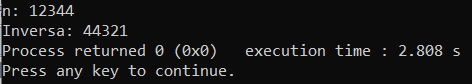 n: 12344
Inversa: 44321
Process returned 0 (0x0)   execution time : 2.808 s
Press any key to continue.